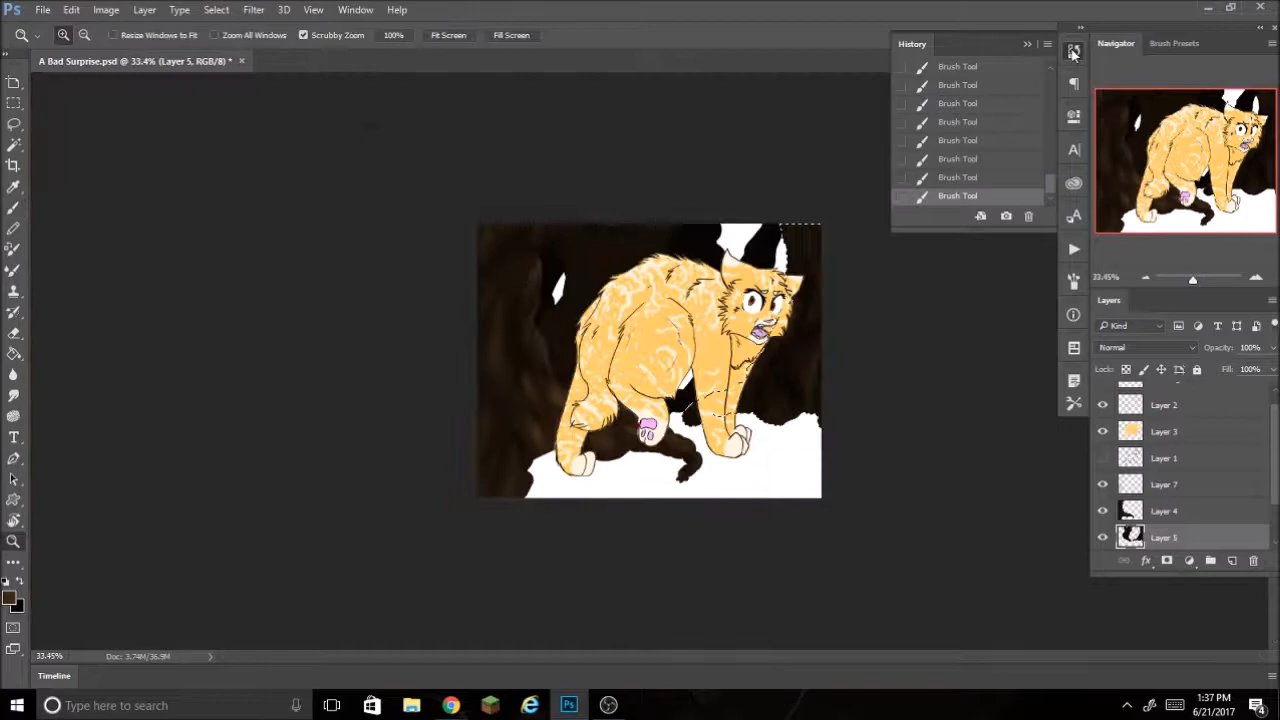 Ps File Edit Image Layer Type Select Filter 3D View Window Help
Resize Windows to Fit Zoom All Windows Scrubby Zoom 100% Fit Screen Fill Screen
A Bad Surprise.psd @ 33.4% (Layer 5, RGB/8) *
History
Brush Tool
Brush Tool
Brush Tool
Brush Tool
Brush Tool
Brush Tool
Brush Tool
Brush Tool
Navigator Brush Presets
33.45%
Layers
Kind
Normal Opacity: 100%
Lock: Fill: 100%
Layer 2
Layer 3
Layer 1
Layer 7
Layer 4
Layer 5
fx
33.45% Doc: 3.74M/36.9M
Timeline
Type here to search
1:37 PM
6/21/2017
4